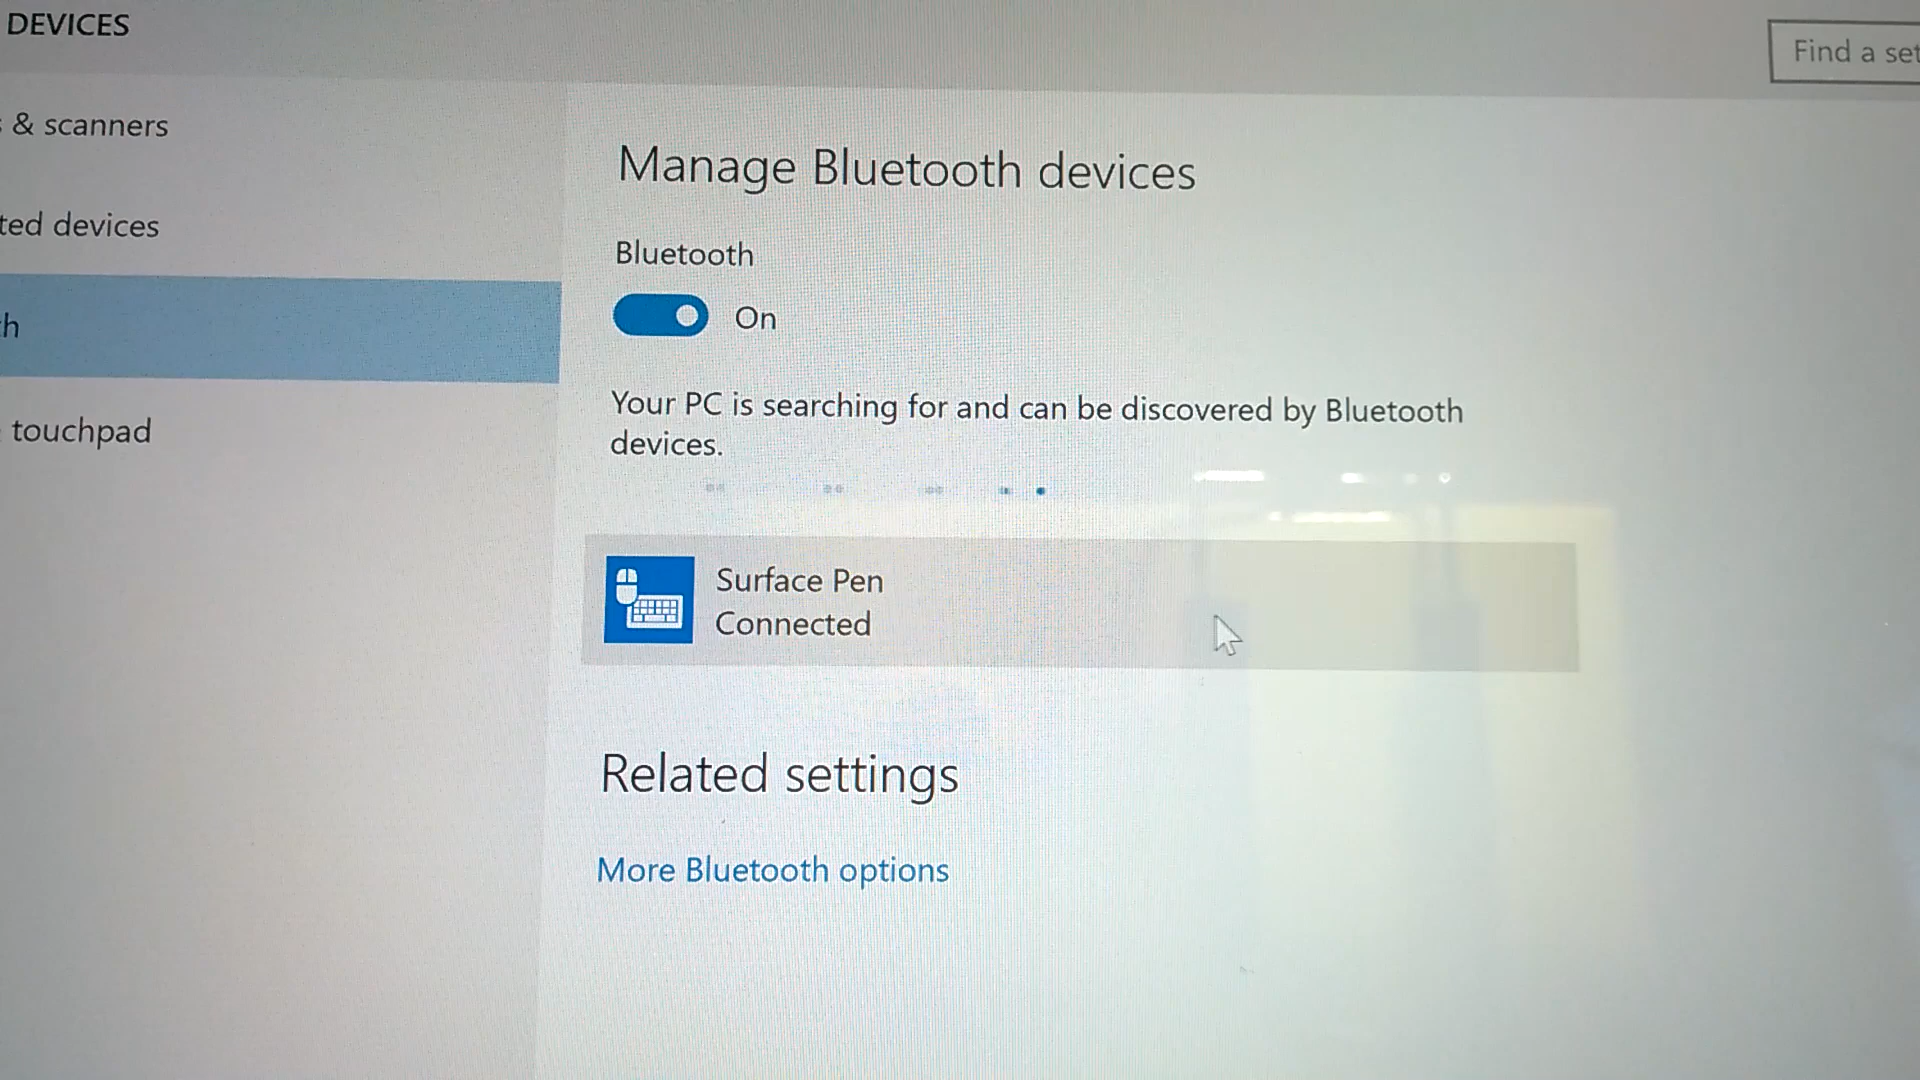 DEVICES
Find a set
& scanners
ted devices
h
touchpad
Manage Bluetooth devices
Bluetooth
On
Your PC is searching for and can be discovered by Bluetooth
devices.
Surface Pen
Connected
Related settings
More Bluetooth options